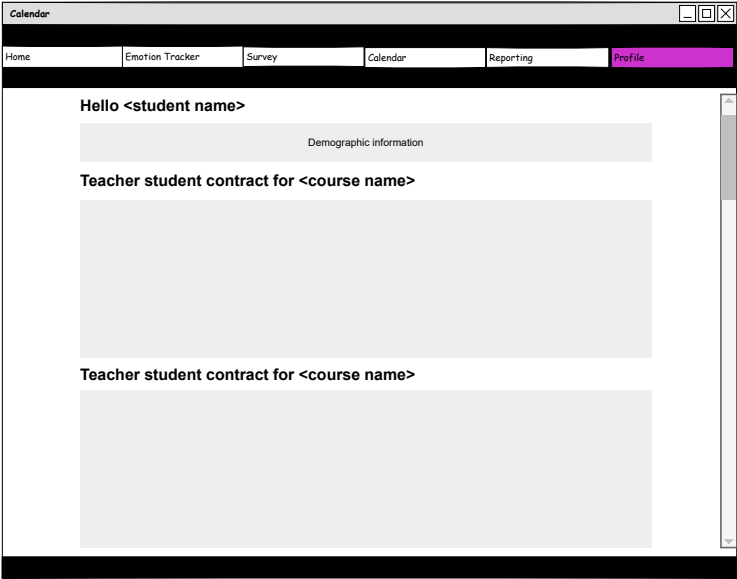 Calendar
Home Emotion Tracker Survey Calendar Reporting Profile
Hello <student name>
Demographic information
Teacher student contract for <course name>
Teacher student contract for <course name>